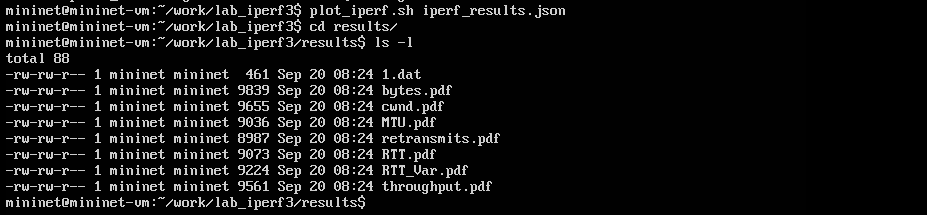 mininet@mininet-vm:~/work/lab_iperf3$ plot_iperf.sh iperf_results.json
mininet@mininet-vm:~/work/lab_iperf3$ cd results/
mininet@mininet-vm:~/work/lab_iperf3/results$ ls -l
total 88
-rw-rw-r-- 1 mininet mininet  461 Sep 20 08:24 1.dat
-rw-rw-r-- 1 mininet mininet 9839 Sep 20 08:24 bytes.pdf
-rw-rw-r-- 1 mininet mininet 9655 Sep 20 08:24 cwnd.pdf
-rw-rw-r-- 1 mininet mininet 9036 Sep 20 08:24 MTU.pdf
-rw-rw-r-- 1 mininet mininet 8987 Sep 20 08:24 retransmits.pdf
-rw-rw-r-- 1 mininet mininet 9073 Sep 20 08:24 RTT.pdf
-rw-rw-r-- 1 mininet mininet 9224 Sep 20 08:24 RTT_Var.pdf
-rw-rw-r-- 1 mininet mininet 9561 Sep 20 08:24 throughput.pdf
mininet@mininet-vm:~/work/lab_iperf3/results$